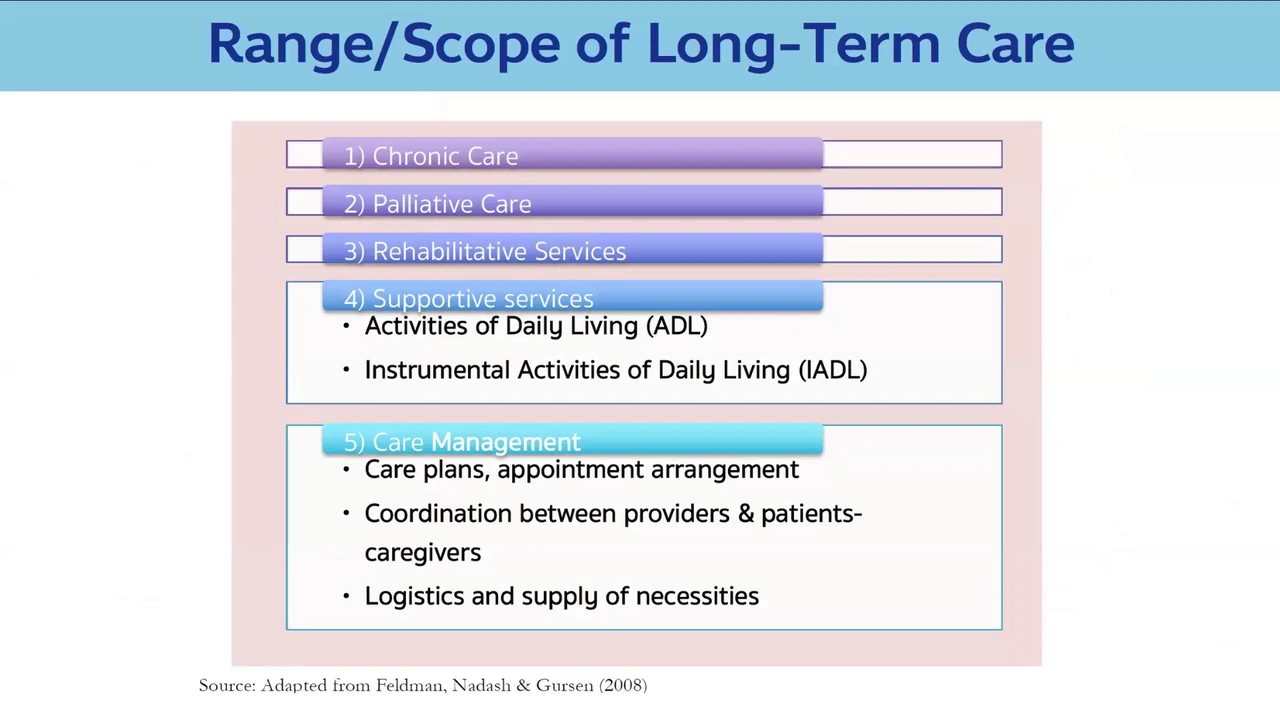 Range/Scope of Long-Term Care
1) Chronic Care
2) Palliative Care
3) Rehabilitative Services
4) Supportive services
• Activities of Daily Living (ADL)
• Instrumental Activities of Daily Living (IADL)
5) Care Management
• Care plans, appointment arrangement
• Coordination between providers & patients-
caregivers
• Logistics and supply of necessities
Source: Adapted from Feldman, Nadash & Gursen (2008)